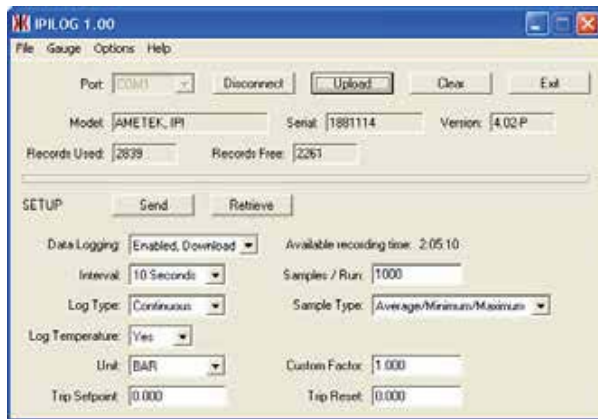 IPILOG 1.00
File Gauge Options Help
Port: COM1 Disconnect Upload Clear Exit
Model: AMETEK, IPI Serial: 1881114 Version: 4.02-P
Records Used: 2839 Records Free: 2261
SETUP Send Retrieve
Data Logging: Enabled, Download Available recording time: 2:05:10
Interval: 10 Seconds Samples / Run: 1000
Log Type: Continuous Sample Type: Average/Minimum/Maximum
Log Temperature: Yes
Unit: BAR Custom Factor: 1.000
Trip Setpoint: 0.000 Trip Reset: 0.000